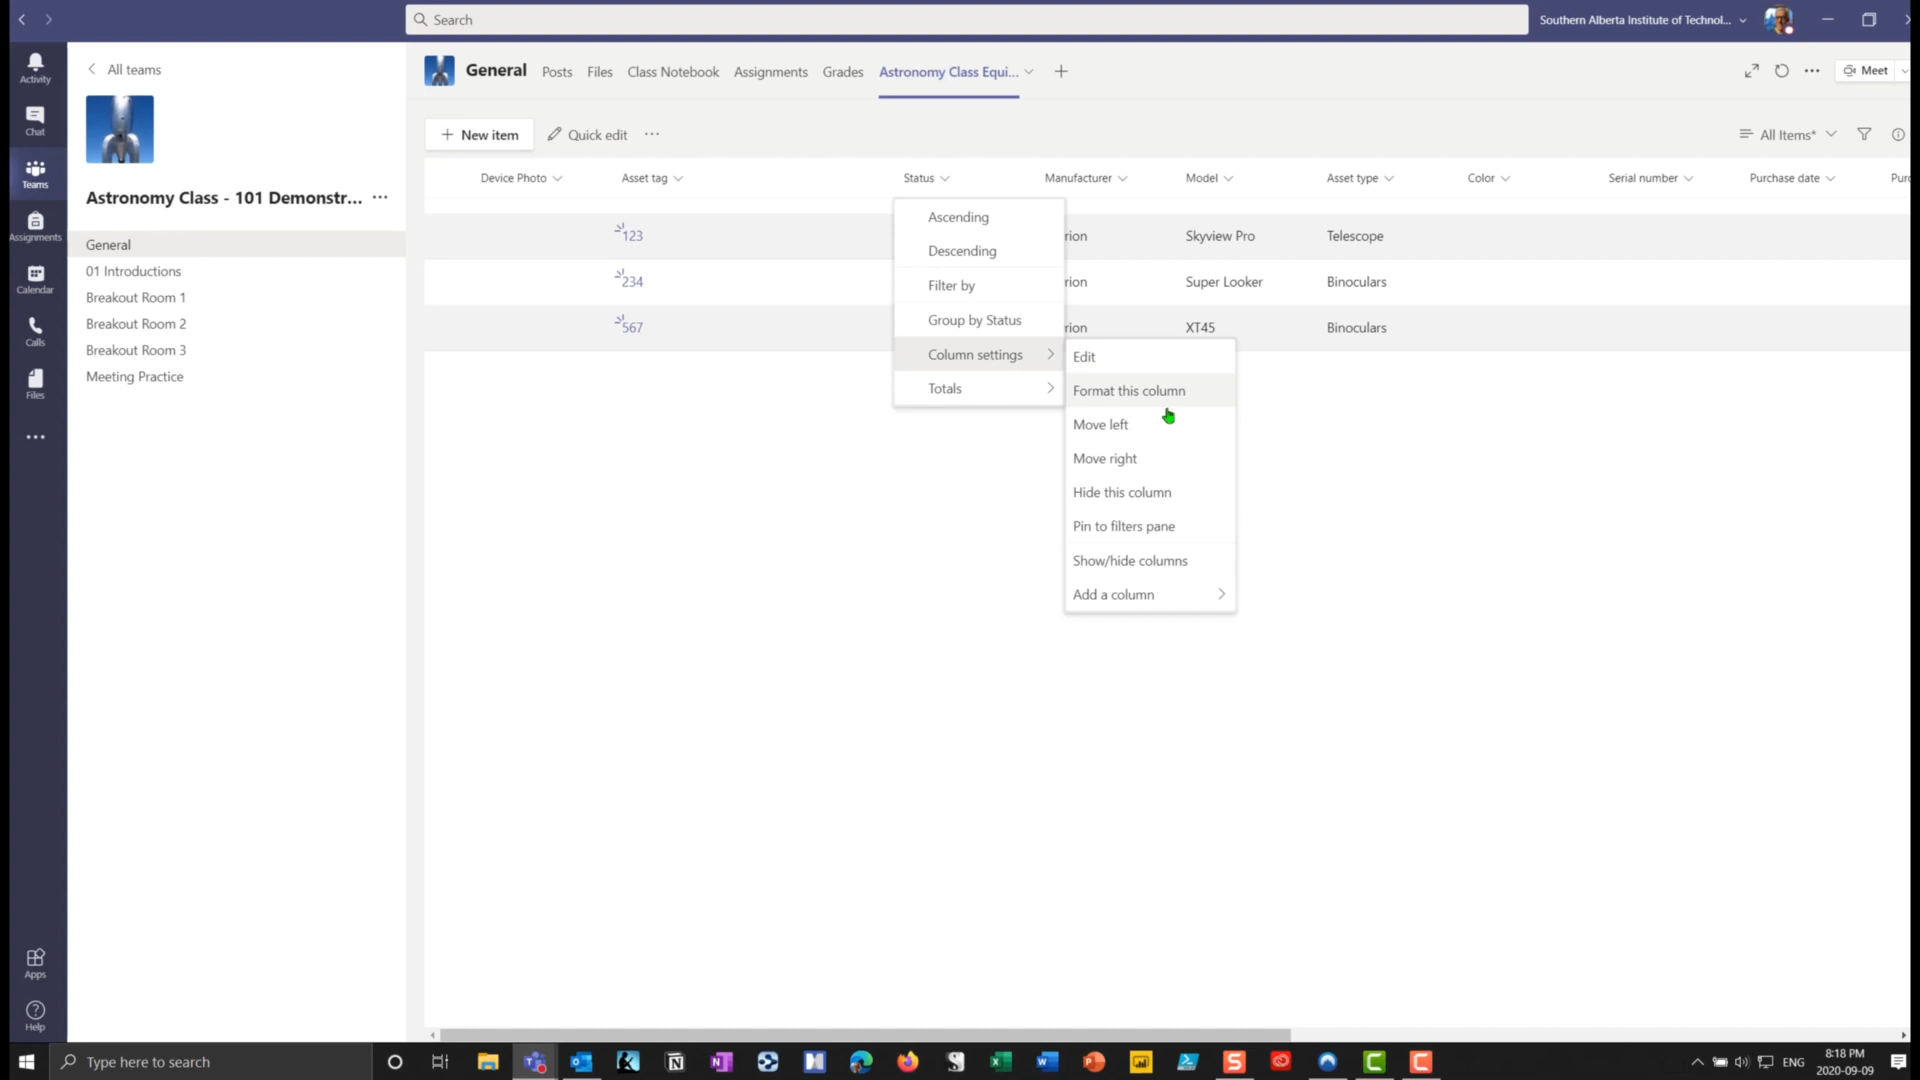 Search
Southern Alberta Institute of Technol...
Activity
Chat
Teams
Assignments
Calendar
Calls
Files
Apps
Help
All teams
Astronomy Class - 101 Demonstr...
General
01 Introductions
Breakout Room 1
Breakout Room 2
Breakout Room 3
Meeting Practice
General Posts Files Class Notebook Assignments Grades Astronomy Class Equi...
Meet
New item Quick edit
All Items*
Device Photo Asset tag Status Manufacturer Model Asset type Color Serial number Purchase date Purc
123 rion Skyview Pro Telescope
234 rion Super Looker Binoculars
567 rion XT45 Binoculars
Ascending
Descending
Filter by
Group by Status
Column settings
Totals
Edit
Format this column
Move left
Move right
Hide this column
Pin to filters pane
Show/hide columns
Add a column
Type here to search
ENG
8:18 PM
2020-09-09